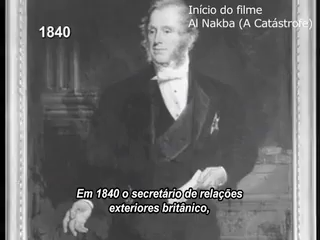 Início do filme
Al Nakba (A Catástrofe)
1840
Em 1840 o secretário de relações
exteriores britânico,